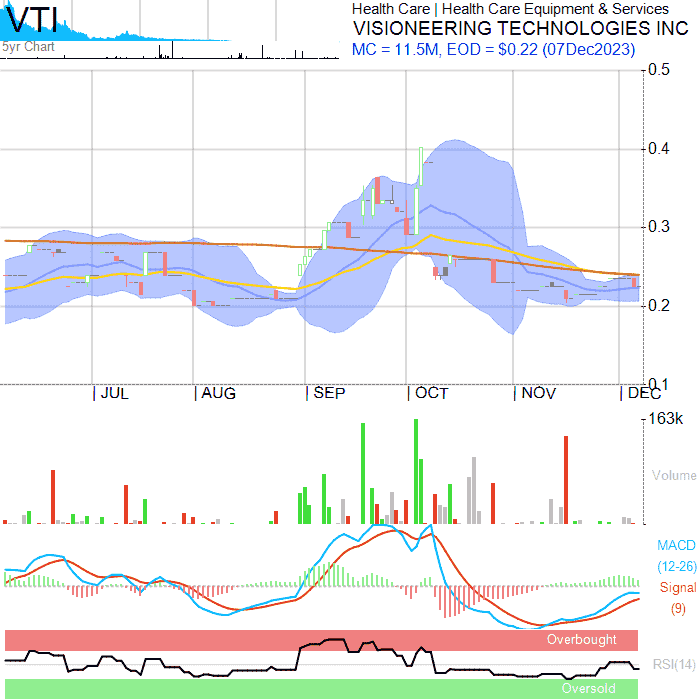 VTI
5yr Chart
Health Care | Health Care Equipment & Services
VISIONEERING TECHNOLOGIES INC
MC = 11.5M, EOD = $0.22 (07Dec2023)
0.5
0.4
0.3
0.2
0.1
JUL
AUG
SEP
OCT
NOV
DEC
163k
Volume
MACD
(12-26)
Signal
(9)
Overbought
RSI(14)
Oversold